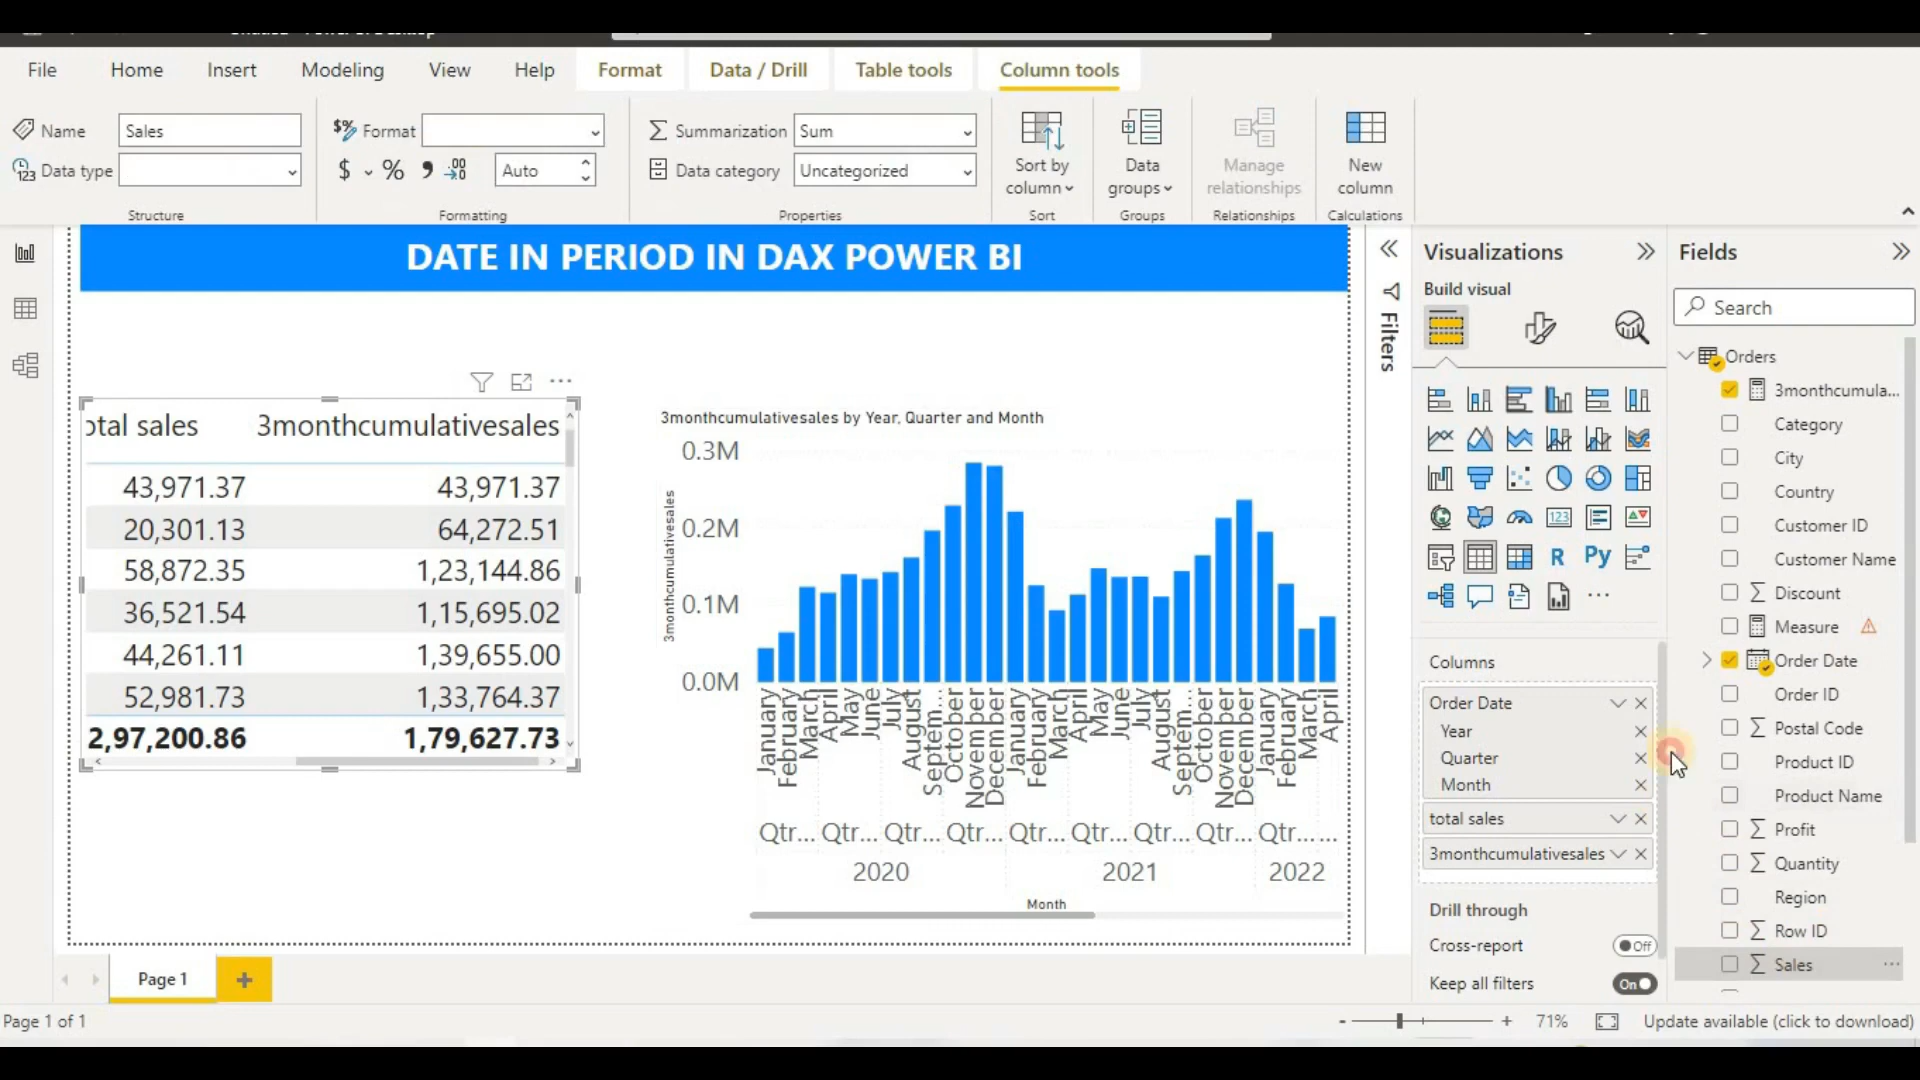 File Home Insert Modeling View Help Format Data / Drill Table tools Column tools
Name Sales
Data type
Structure
$% Format
$ % 9 .00 Auto
Formatting
Σ Summarization Sum
Data category Uncategorized
Properties
Sort by
column
Sort
Data
groups
Groups
Manage
relationships
Relationships
New
column
Calculations
DATE IN PERIOD IN DAX POWER BI
otal sales 3monthcumulativesales
43,971.37 43,971.37
20,301.13 64,272.51
58,872.35 1,23,144.86
36,521.54 1,15,695.02
44,261.11 1,39,655.00
52,981.73 1,33,764.37
2,97,200.86 1,79,627.73
3monthcumulativesales by Year, Quarter and Month
3monthcumulativesales
0.3M
0.2M
0.1M
0.0M
January February March April May June July August Septem... October November December January February March April May June July August Septem... October November December January February March April
Qtr... Qtr... Qtr... Qtr... Qtr... Qtr... Qtr... Qtr... Qtr... ...
2020 2021 2022
Month
Filters
Visualizations
Build visual
123
R Py
...
Columns
Order Date
Year
Quarter
Month
total sales
3monthcumulativesales
Drill through
Cross-report Off
Keep all filters On
Fields
Search
Orders
3monthcumula...
Category
City
Country
Customer ID
Customer Name
Σ Discount
Measure
Order Date
Order ID
Σ Postal Code
Product ID
Product Name
Σ Profit
Σ Quantity
Region
Σ Row ID
Σ Sales ...
Page 1
+
Page 1 of 1
- + 71%
Update available (click to download)